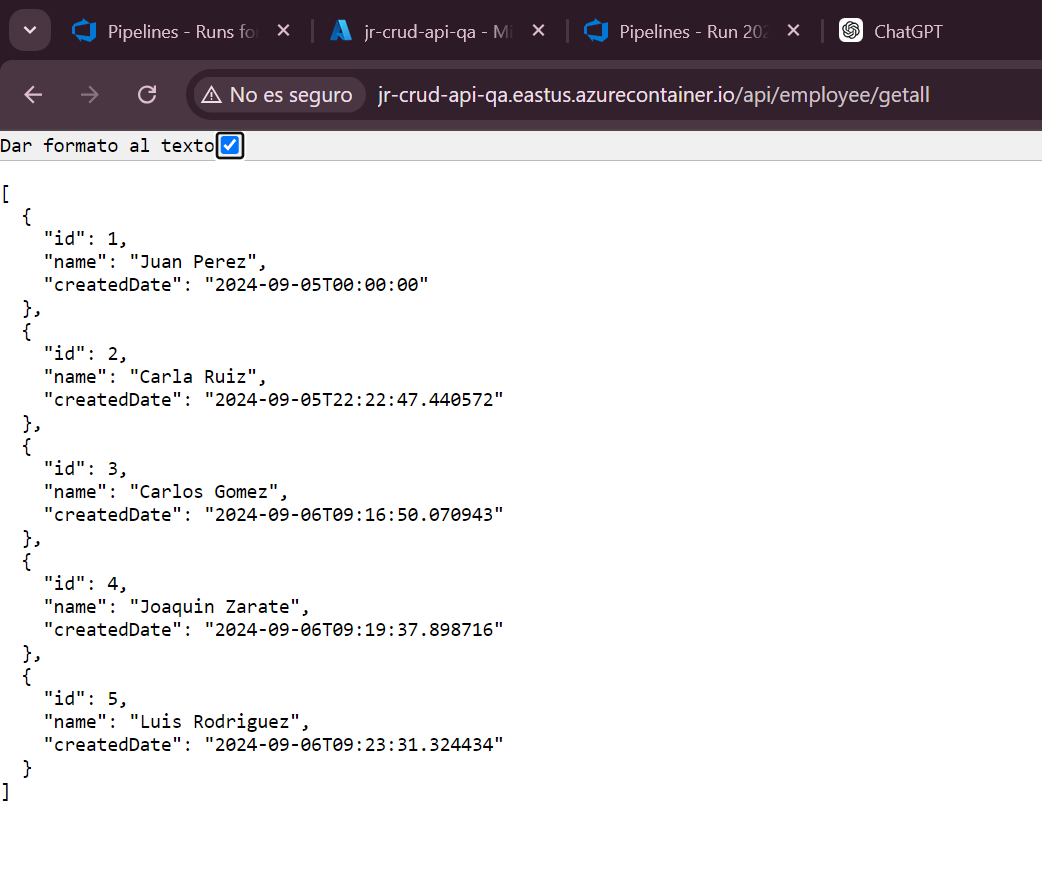 Pipelines - Runs fo
jr-crud-api-qa - Mi
Pipelines - Run 202
ChatGPT
No es seguro
jr-crud-api-qa.eastus.azurecontainer.io/api/employee/getall
Dar formato al texto
[
  {
    "id": 1,
    "name": "Juan Perez",
    "createdDate": "2024-09-05T00:00:00"
  },
  {
    "id": 2,
    "name": "Carla Ruiz",
    "createdDate": "2024-09-05T22:22:47.440572"
  },
  {
    "id": 3,
    "name": "Carlos Gomez",
    "createdDate": "2024-09-06T09:16:50.070943"
  },
  {
    "id": 4,
    "name": "Joaquin Zarate",
    "createdDate": "2024-09-06T09:19:37.898716"
  },
  {
    "id": 5,
    "name": "Luis Rodriguez",
    "createdDate": "2024-09-06T09:23:31.324434"
  }
]